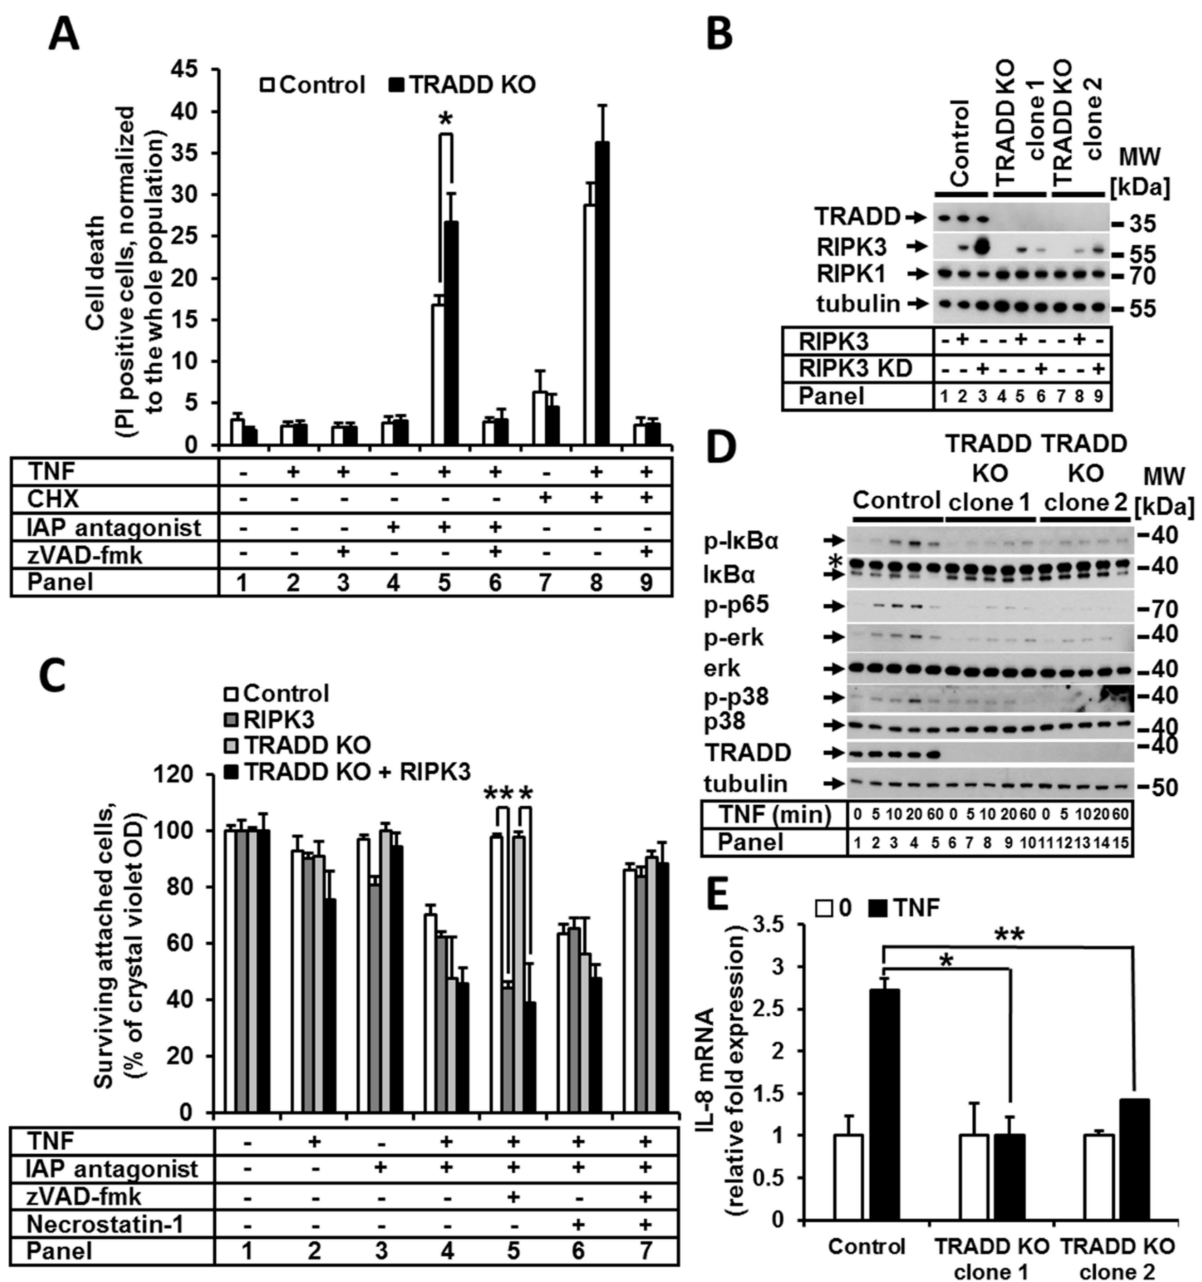 A
Control TRADD KO
45
40
35
30
25
20
15
10
5
0
Cell death
(PI positive cells, normalized
to the whole population)
*
TNF - + + - + + - + +
CHX - - - - - - + + +
IAP antagonist - - - + + + - - -
zVAD-fmk - - + - - + - - +
Panel 1 2 3 4 5 6 7 8 9
B
Control
TRADD KO
clone 1
TRADD KO
clone 2
MW
[kDa]
TRADD 35
RIPK3 55
RIPK1 70
tubulin 55
RIPK3 - + - - + - - + -
RIPK3 KD - - + - - + - - +
Panel 1 2 3 4 5 6 7 8 9
C
Control
RIPK3
TRADD KO
TRADD KO + RIPK3
120
100
80
60
40
20
0
Surviving attached cells,
(% of crystal violet OD)
** *
TNF - + - + + + +
IAP antagonist - - + + + + +
zVAD-fmk - - - - + - +
Necrostatin-1 - - - - - + +
Panel 1 2 3 4 5 6 7
D
Control
TRADD
KO
clone 1
TRADD
KO
clone 2
MW
[kDa]
p-IκBα 40
*
IκBα 40
p-p65 70
p-erk 40
erk 40
p-p38 40
p38 40
TRADD 40
tubulin 50
TNF (min) 0 5 10 20 60 0 5 10 20 60 0 5 10 20 60
Panel 1 2 3 4 5 6 7 8 9 10 11 12 13 14 15
E
0 TNF
3.5
3
2.5
2
1.5
1
0.5
0
IL-8 mRNA
(relative fold expression)
**
*
Control
TRADD KO
clone 1
TRADD KO
clone 2